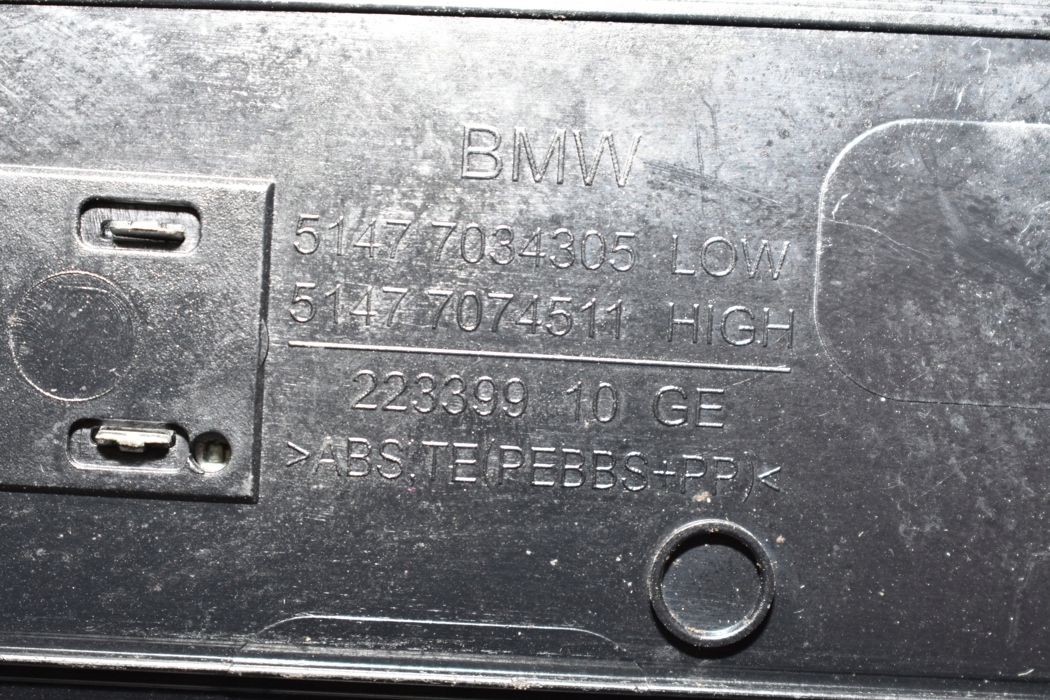 BMW
5147 7034305 LOW
5147 7074511 HIGH
223399 10 GE
>ABS;TE(PEBBS+PP)<